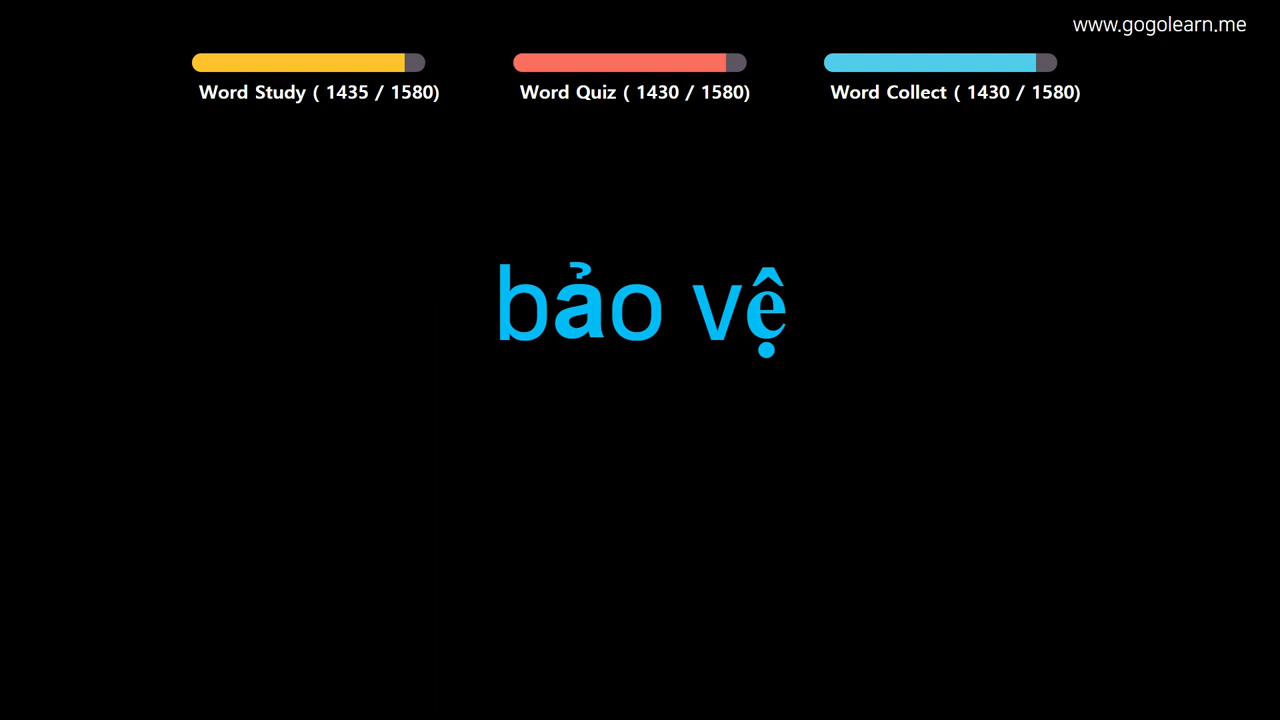 www.gogolearn.me
Word Study ( 1435 / 1580)
Word Quiz ( 1430 / 1580)
Word Collect ( 1430 / 1580)
bảo vệ